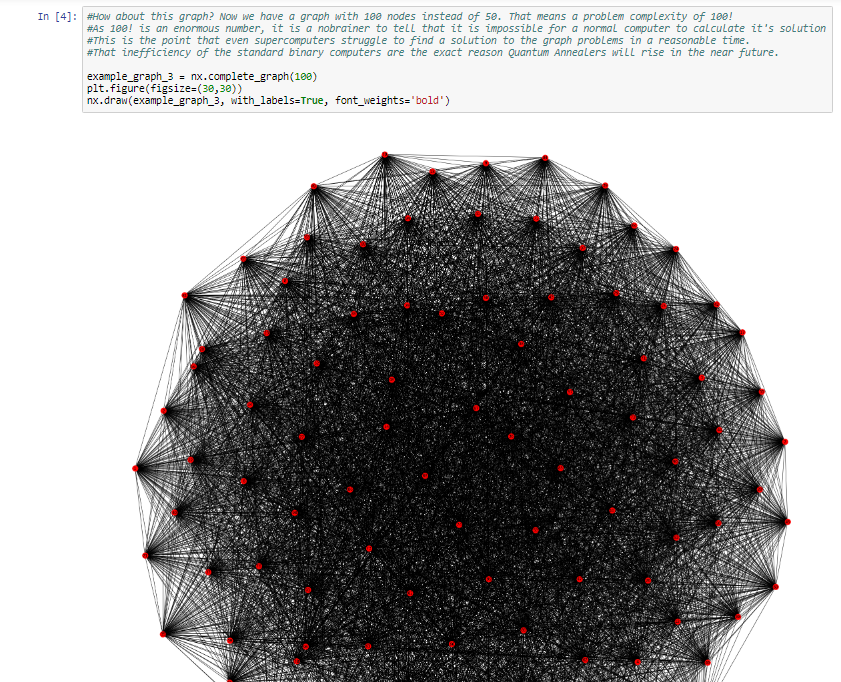 In [4]: #How about this graph? Now we have a graph with 100 nodes instead of 50. That means a problem complexity of 100!
#As 100! is an enormous number, it is a nobrainer to tell that it is impossible for a normal computer to calculate it's solution
#This is the point that even supercomputers struggle to find a solution to the graph problems in a reasonable time.
#That inefficiency of the standard binary computers are the exact reason Quantum Annealers will rise in the near future.
example_graph_3 = nx.complete_graph(100)
plt.figure(figsize=(30,30))
nx.draw(example_graph_3, with_labels=True, font_weights='bold')